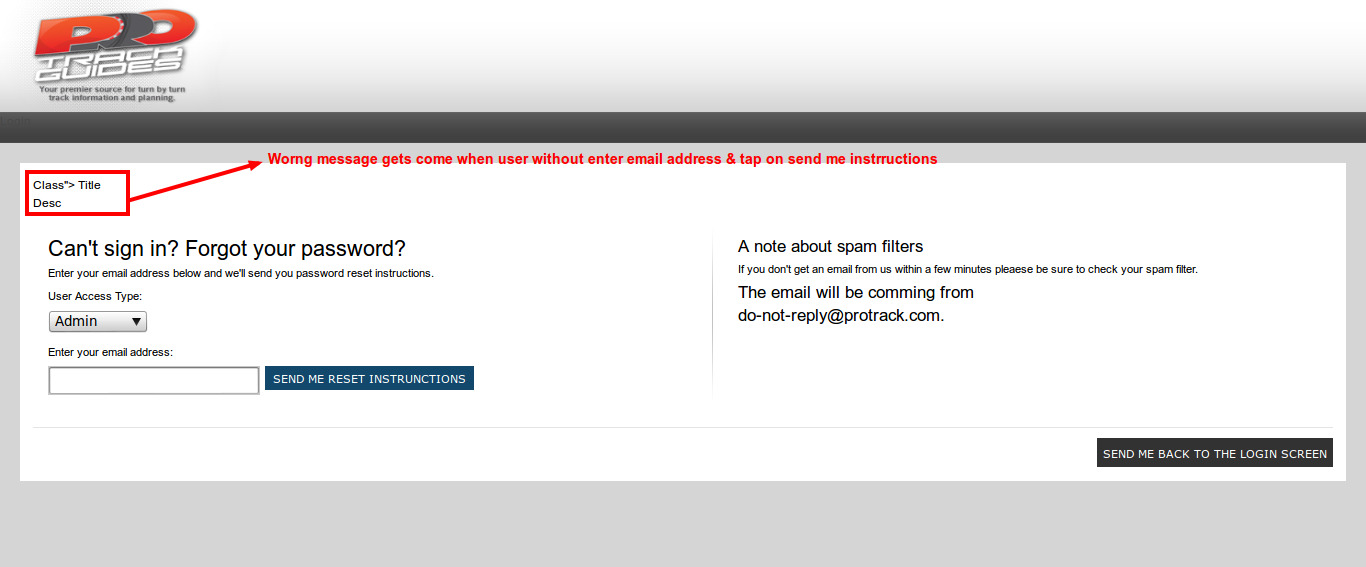 PRO
TRACK
GUIDES
Your premier source for turn by turn
track information and planning.
Login
Worng message gets come when user without enter email address & tap on send me instrructions
Class"> Title
Desc
Can't sign in? Forgot your password?
Enter your email address below and we'll send you password reset instructions.
User Access Type:
Admin
Enter your email address:
SEND ME RESET INSTRUNCTIONS
A note about spam filters
If you don't get an email from us within a few minutes pleaese be sure to check your spam filter.
The email will be comming from
do-not-reply@protrack.com.
SEND ME BACK TO THE LOGIN SCREEN